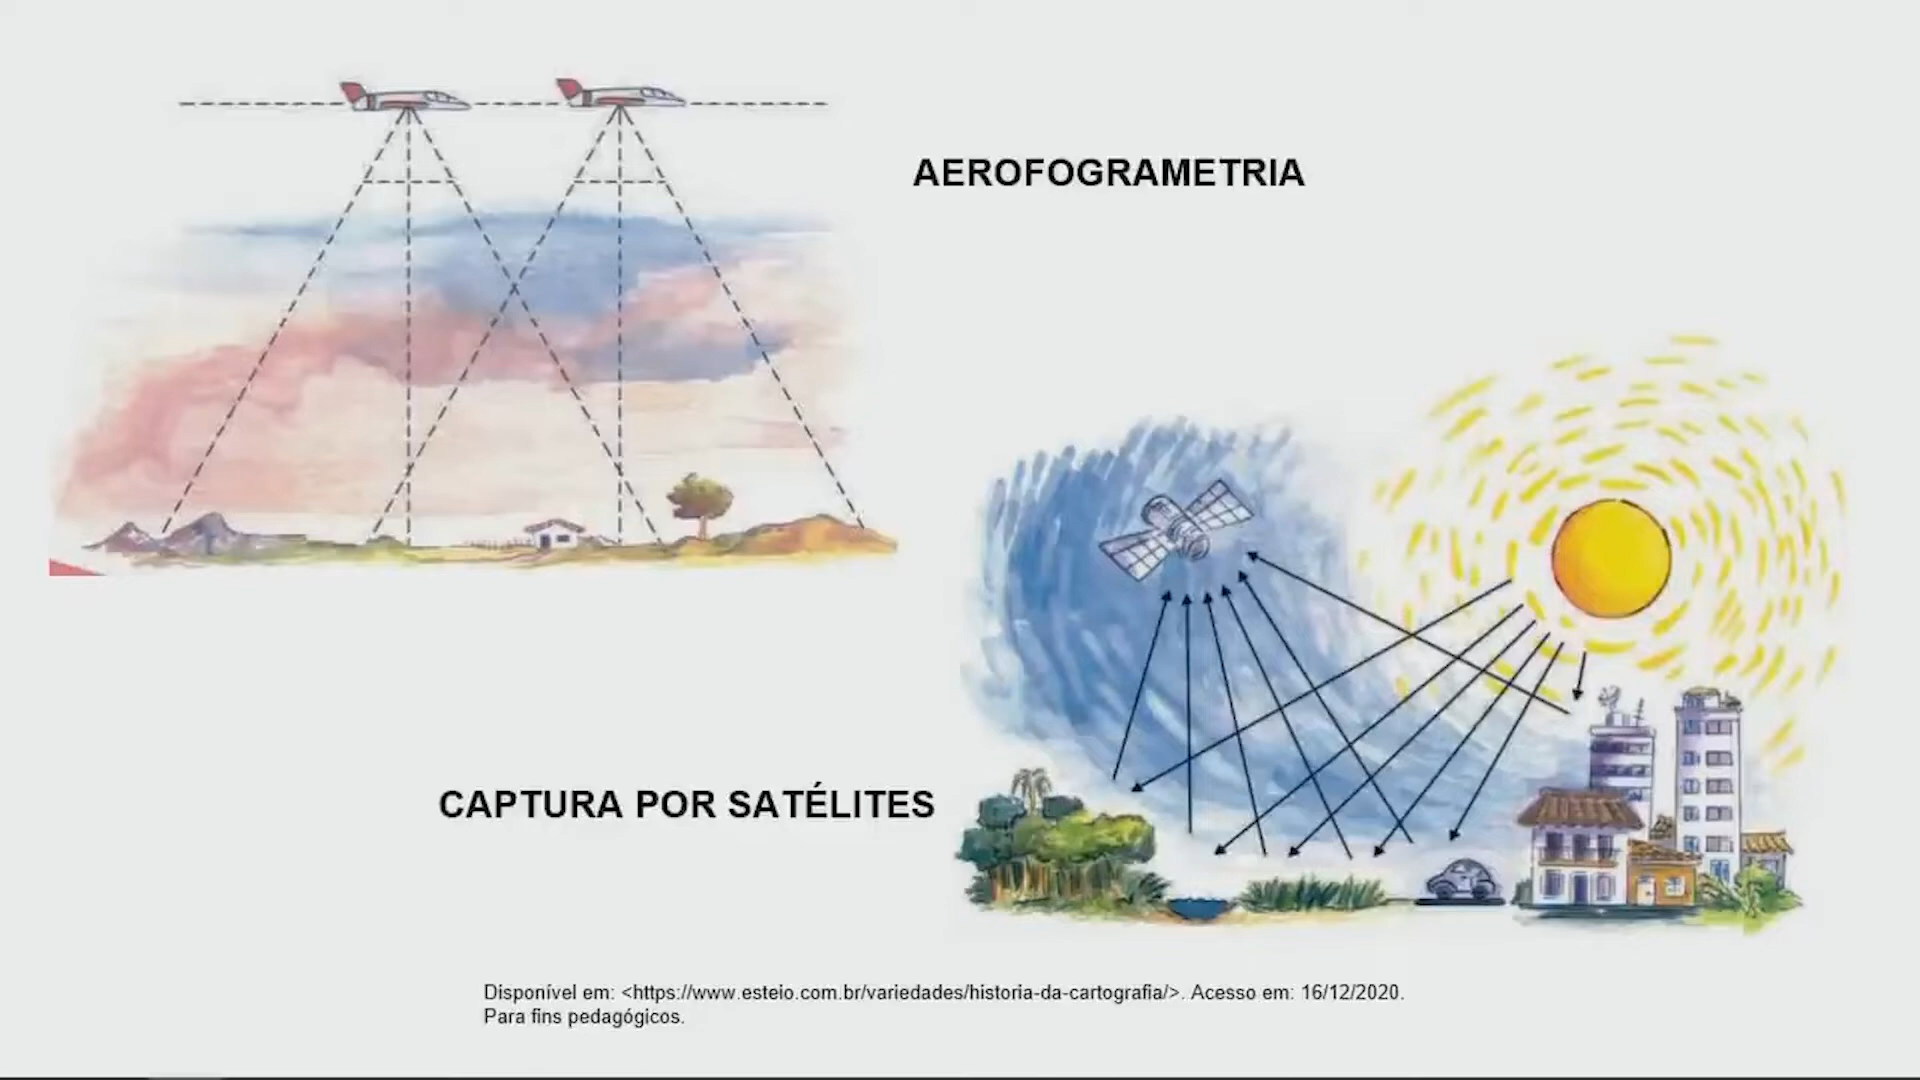 AEROFOGRAMETRIA
CAPTURA POR SATÉLITES
Disponível em: <https://www.esteio.com.br/variedades/historia-da-cartografia/>. Acesso em: 16/12/2020.
Para fins pedagógicos.